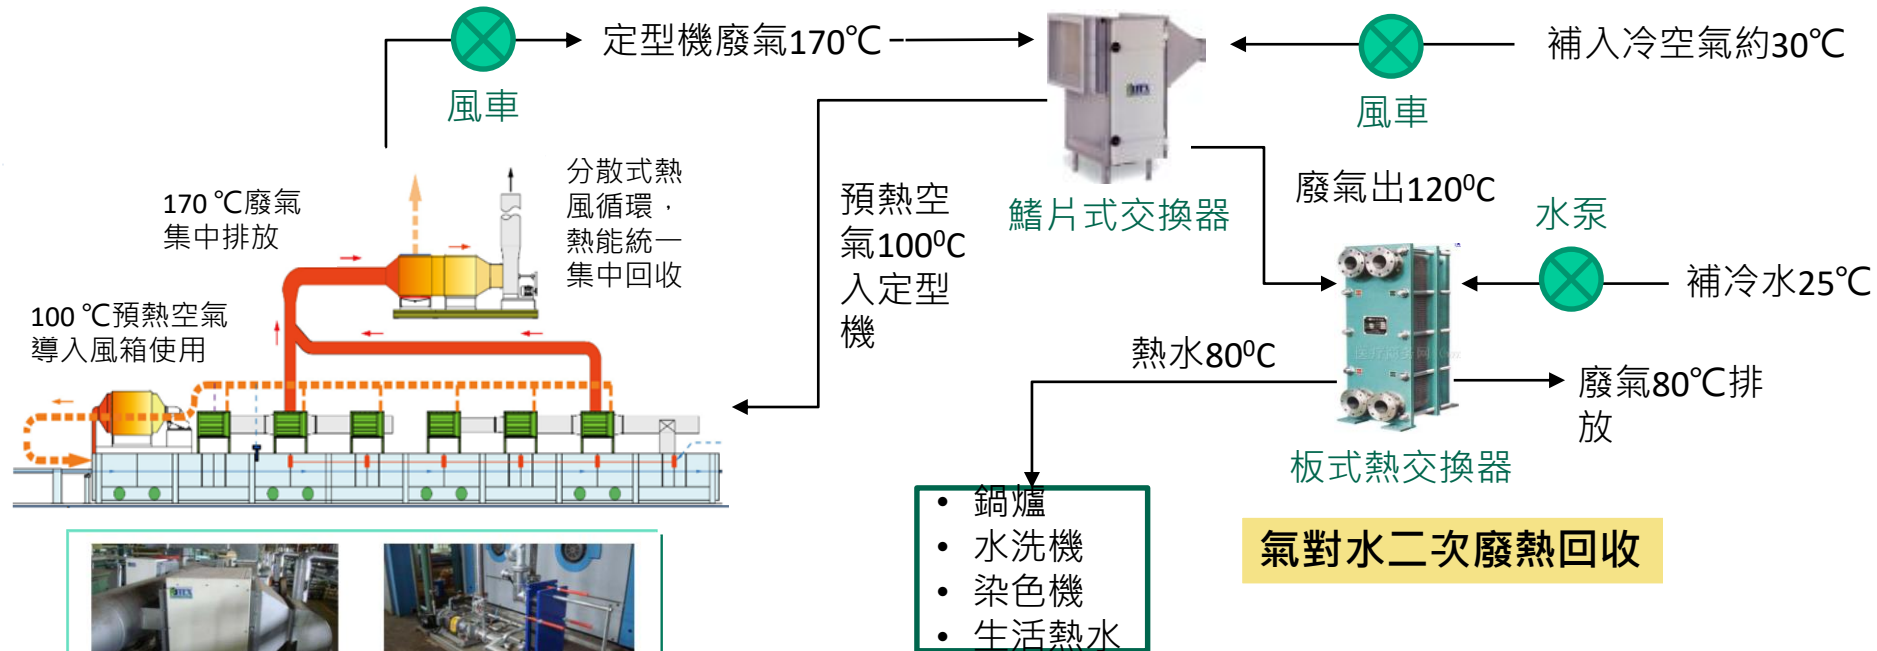 定型機廢氣170℃
補入冷空氣約30℃
風車
風車
170 ℃廢氣
集中排放
分散式熱
風循環，
熱能統一
集中回收
預熱空
氣100⁰C
入定型
機
鰭片式交換器
廢氣出120⁰C
水泵
補冷水25℃
100 ℃預熱空氣
導入風箱使用
熱水80⁰C
廢氣80℃排
放
板式熱交換器
• 鍋爐
• 水洗機
• 染色機
• 生活熱水
氣對水二次廢熱回收